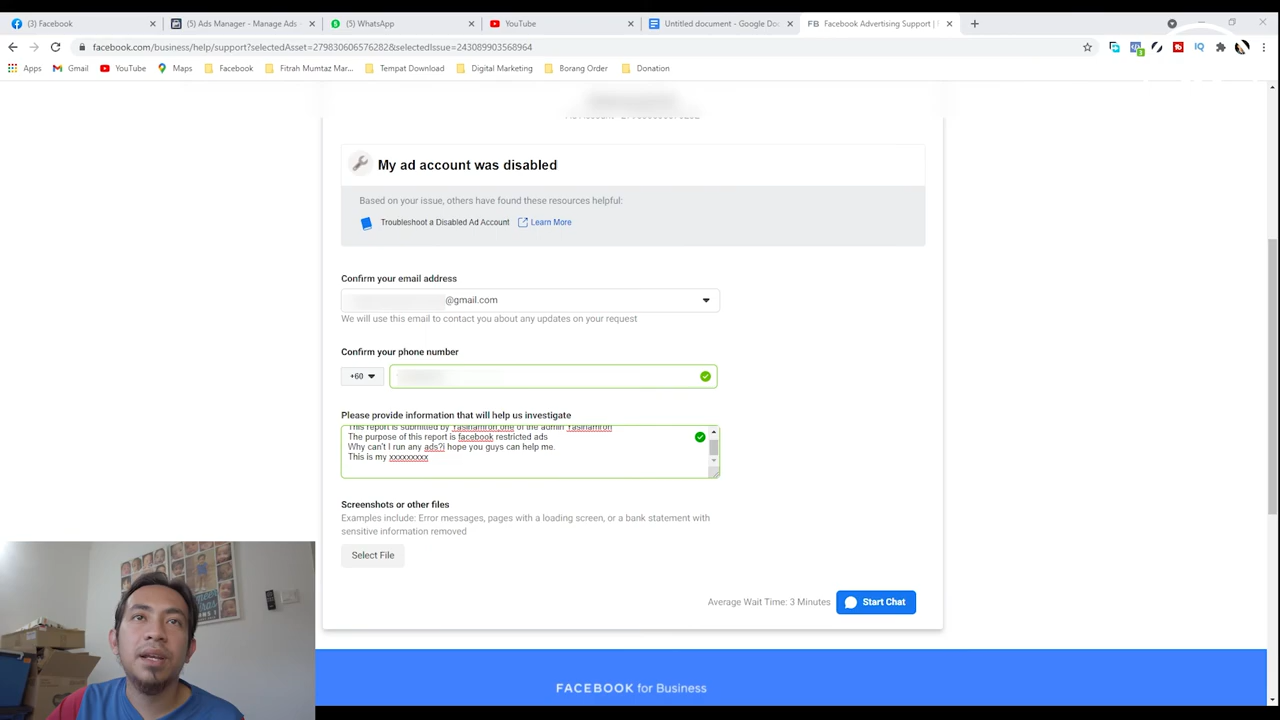 (3) Facebook
(5) Ads Manager - Manage Ads -
(5) WhatsApp
YouTube
Untitled document - Google Doc
Facebook Advertising Support |
facebook.com/business/help/support?selectedAsset=279830606576282&selectedIssue=243089903568964
Apps
Gmail
YouTube
Maps
Facebook
Fitrah Mumtaz Mar...
Tempat Download
Digital Marketing
Borang Order
Donation
My ad account was disabled
Based on your issue, others have found these resources helpful:
Troubleshoot a Disabled Ad Account Learn More
Confirm your email address
@gmail.com
We will use this email to contact you about any updates on your request
Confirm your phone number
+60
Please provide information that will help us investigate
This report is submitted by Yasihamron,one of the admin Yasihamron
The purpose of this report is facebook restricted ads
Why can't I run any ads?i hope you guys can help me.
This is my xxxxxxxxx
Screenshots or other files
Examples include: Error messages, pages with a loading screen, or a bank statement with
sensitive information removed
Select File
Average Wait Time: 3 Minutes
Start Chat
FACEBOOK for Business